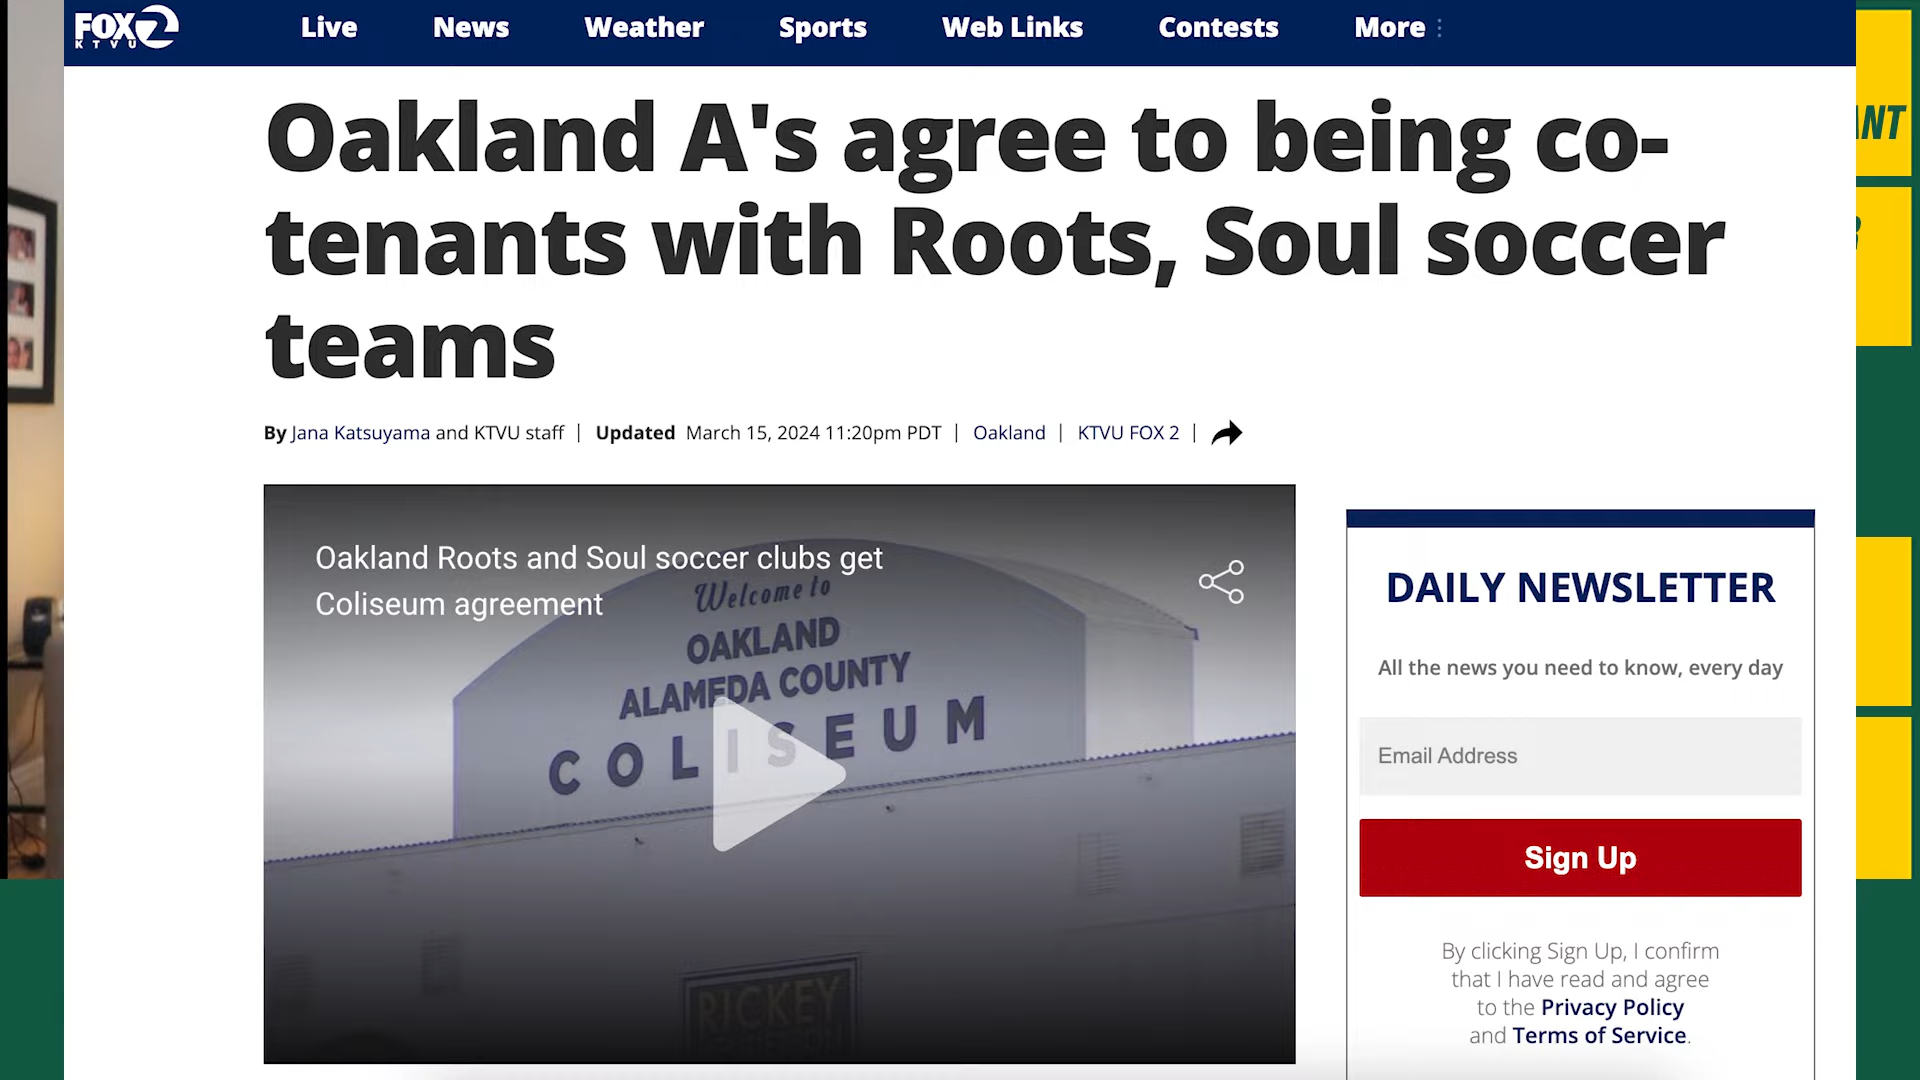 FOX 2
KTVU
Live News Weather Sports Web Links Contests More
Oakland A's agree to being co-
tenants with Roots, Soul soccer
teams
By Jana Katsuyama and KTVU staff | Updated March 15, 2024 11:20pm PDT | Oakland | KTVU FOX 2 |
Oakland Roots and Soul soccer clubs get
Coliseum agreement
Welcome to
OAKLAND
ALAMEDA COUNTY
COLISEUM
RICKEY
DAILY NEWSLETTER
All the news you need to know, every day
Email Address
Sign Up
By clicking Sign Up, I confirm
that I have read and agree
to the Privacy Policy
and Terms of Service.
ANT